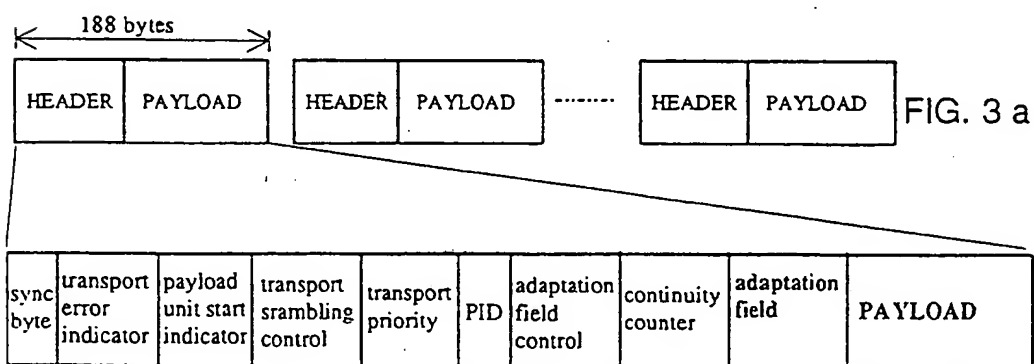 188 bytes
HEADER PAYLOAD HEADER PAYLOAD HEADER PAYLOAD FIG. 3 a
sync byte
transport error indicator
payload unit start indicator
transport srambling control
transport priority
PID
adaptation field control
continuity counter
adaptation field
PAYLOAD